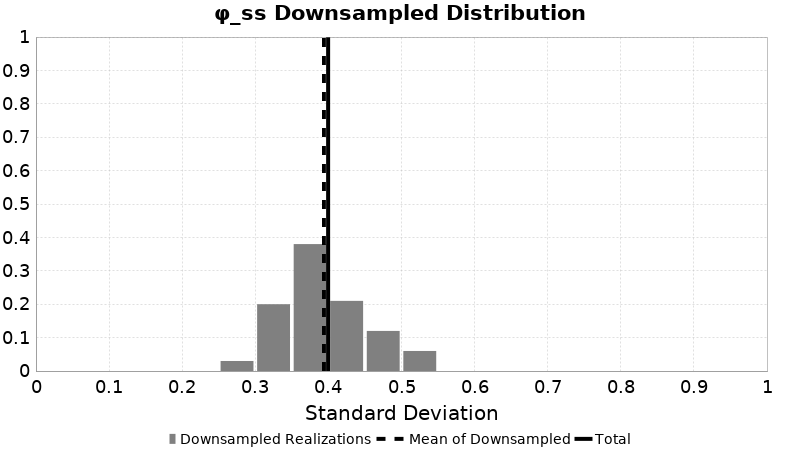 φ_ss Downsampled Distribution
1
0.9
0.8
0.7
0.6
0.5
0.4
0.3
0.2
0.1
0
0 0.1 0.2 0.3 0.4 0.5 0.6 0.7 0.8 0.9 1
Standard Deviation
Downsampled Realizations Mean of Downsampled Total